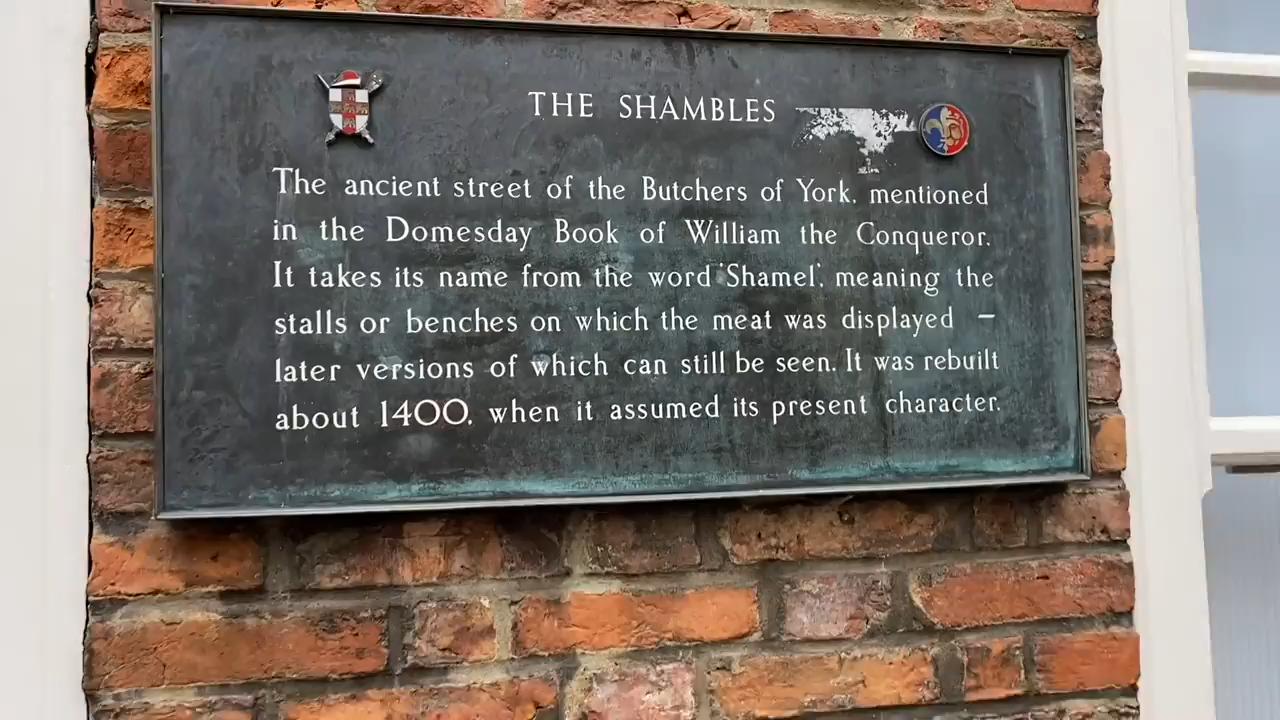 THE SHAMBLES
The ancient street of the Butchers of York, mentioned
in the Domesday Book of William the Conqueror.
It takes its name from the word 'Shamel', meaning the
stalls or benches on which the meat was displayed –
later versions of which can still be seen. It was rebuilt
about 1400, when it assumed its present character.